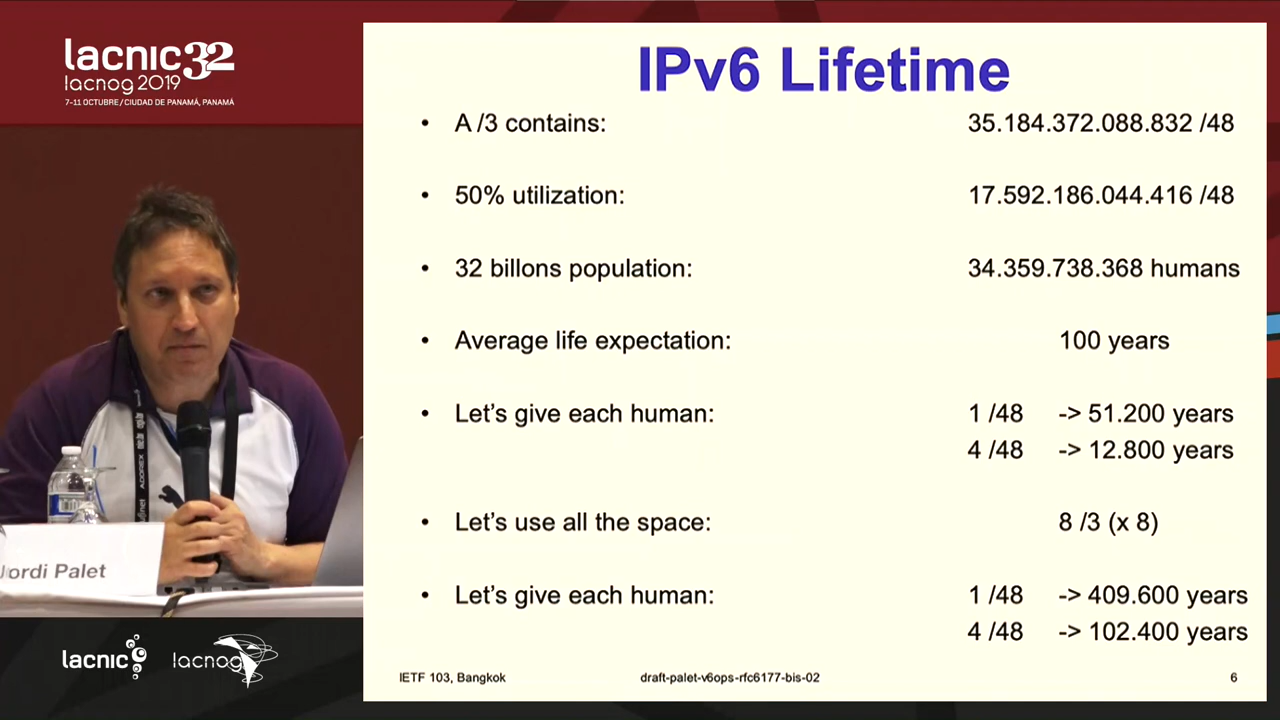 lacnic32
lacnog 2019
7-11 OCTUBRE / CIUDAD DE PANAMÁ, PANAMÁ
IPv6 Lifetime
• A /3 contains: 35.184.372.088.832 /48
• 50% utilization: 17.592.186.044.416 /48
• 32 billons population: 34.359.738.368 humans
• Average life expectation: 100 years
• Let's give each human: 1 /48 -> 51.200 years
4 /48 -> 12.800 years
• Let's use all the space: 8 /3 (x 8)
• Let's give each human: 1 /48 -> 409.600 years
4 /48 -> 102.400 years
IETF 103, Bangkok draft-palet-v6ops-rfc6177-bis-02 6
Jordi Palet
ADOREX
lacnic
lacnog